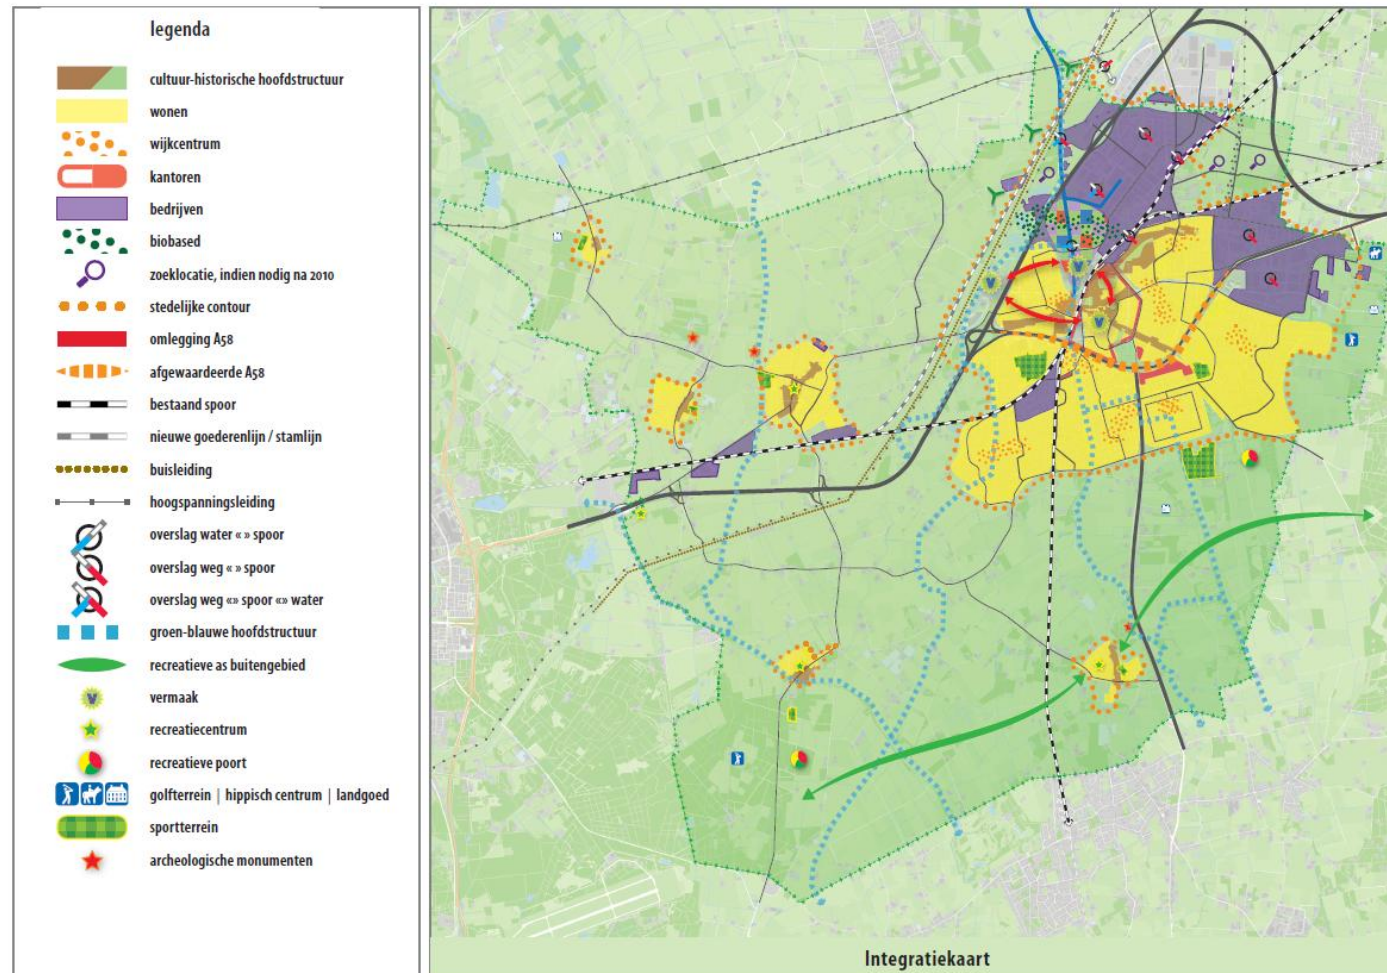 legenda
cultuur-historische hoofdstructuur
wonen
wijkcentrum
kantoren
bedrijven
biobased
zoeklocatie, indien nodig na 2010
stedelijke contour
omlegging A58
afgewaardeerde A58
bestaand spoor
nieuwe goederenlijn / stamlijn
buisleiding
hoogspanningsleiding
overslag water «» spoor
overslag weg «» spoor
overslag weg «» spoor «» water
groen-blauwe hoofdstructuur
recreatieve as buitengebied
vermaak
recreatiecentrum
recreatieve poort
golfterrein | hippisch centrum | landgoed
sportterrein
archeologische monumenten
Integratiekaart